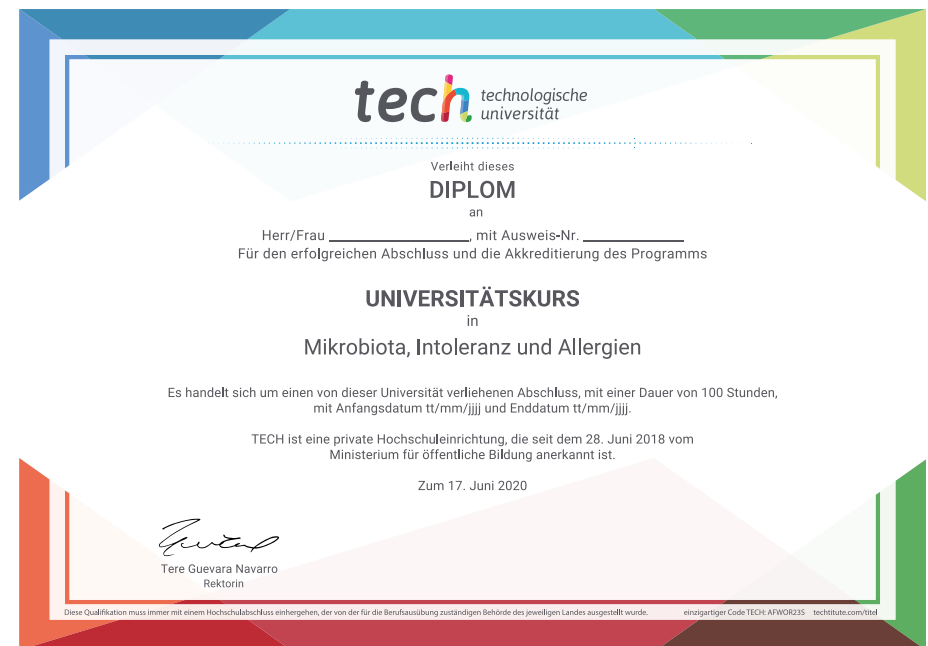 tech technologische
universität
Verleiht dieses
DIPLOM
an
Herr/Frau ____________________, mit Ausweis-Nr. ______________
Für den erfolgreichen Abschluss und die Akkreditierung des Programms
UNIVERSITÄTSKURS
in
Mikrobiota, Intoleranz und Allergien
Es handelt sich um einen von dieser Universität verliehenen Abschluss, mit einer Dauer von 100 Stunden,
mit Anfangsdatum tt/mm/jjjj und Enddatum tt/mm/jjjj.
TECH ist eine private Hochschuleinrichtung, die seit dem 28. Juni 2018 vom
Ministerium für öffentliche Bildung anerkannt ist.
Zum 17. Juni 2020
Tere Guevara Navarro
Rektorin
Diese Qualifikation muss immer mit einem Hochschulabschluss einhergehen, der von der für die Berufsausübung zuständigen Behörde des jeweiligen Landes ausgestellt wurde. einzigartiger Code TECH: AFWOR23S techtitute.com/titel